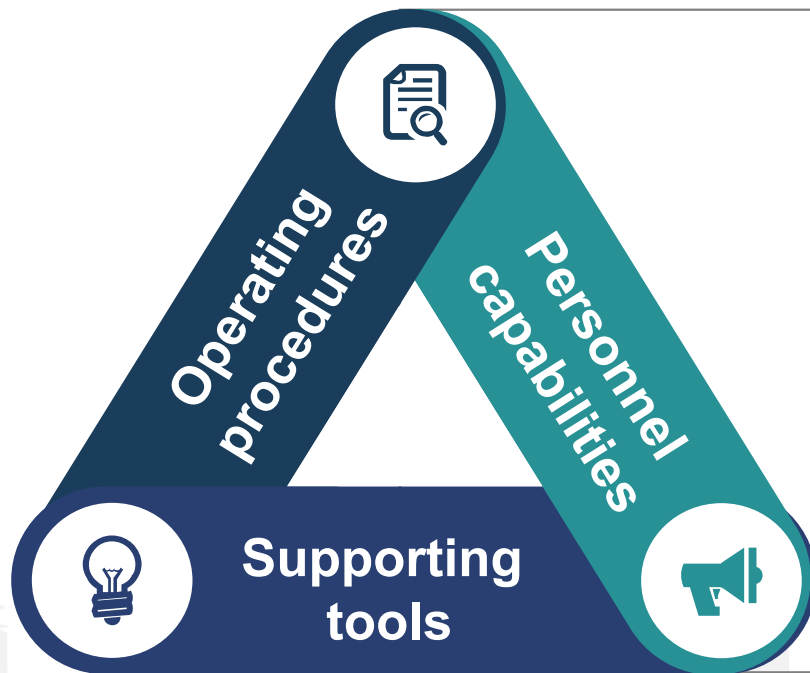 Operating
procedures
Personnel
capabilities
Supporting
tools